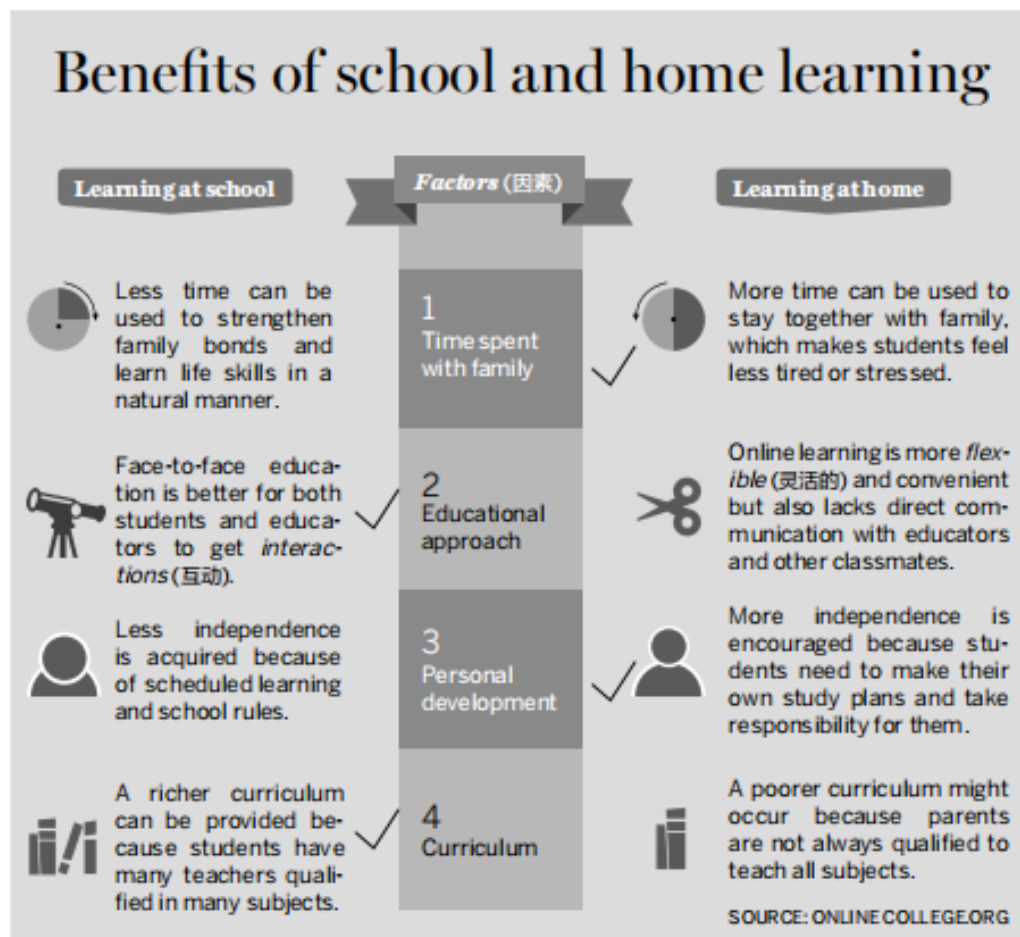 Benefits of school and home learning
Learning at school
Factors (因素)
Learning at home
Less time can be
used to strengthen
family bonds and
learn life skills in a
natural manner.
1
Time spent
with family
More time can be used to
stay together with family,
which makes students feel
less tired or stressed.
Face-to-face educa-
tion is better for both
students and educa-
tors to get interac-
tions (互动).
2
Educational
approach
Online learning is more flex-
ible (灵活的) and convenient
but also lacks direct com-
munication with educators
and other classmates.
Less independence
is acquired because
of scheduled learning
and school rules.
3
Personal
development
More independence is
encouraged because stu-
dents need to make their
own study plans and take
responsibility for them.
A richer curriculum
can be provided be-
cause students have
many teachers quali-
fied in many subjects.
4
Curriculum
A poorer curriculum might
occur because parents
are not always qualified to
teach all subjects.
SOURCE: ONLINECOLLEGE.ORG